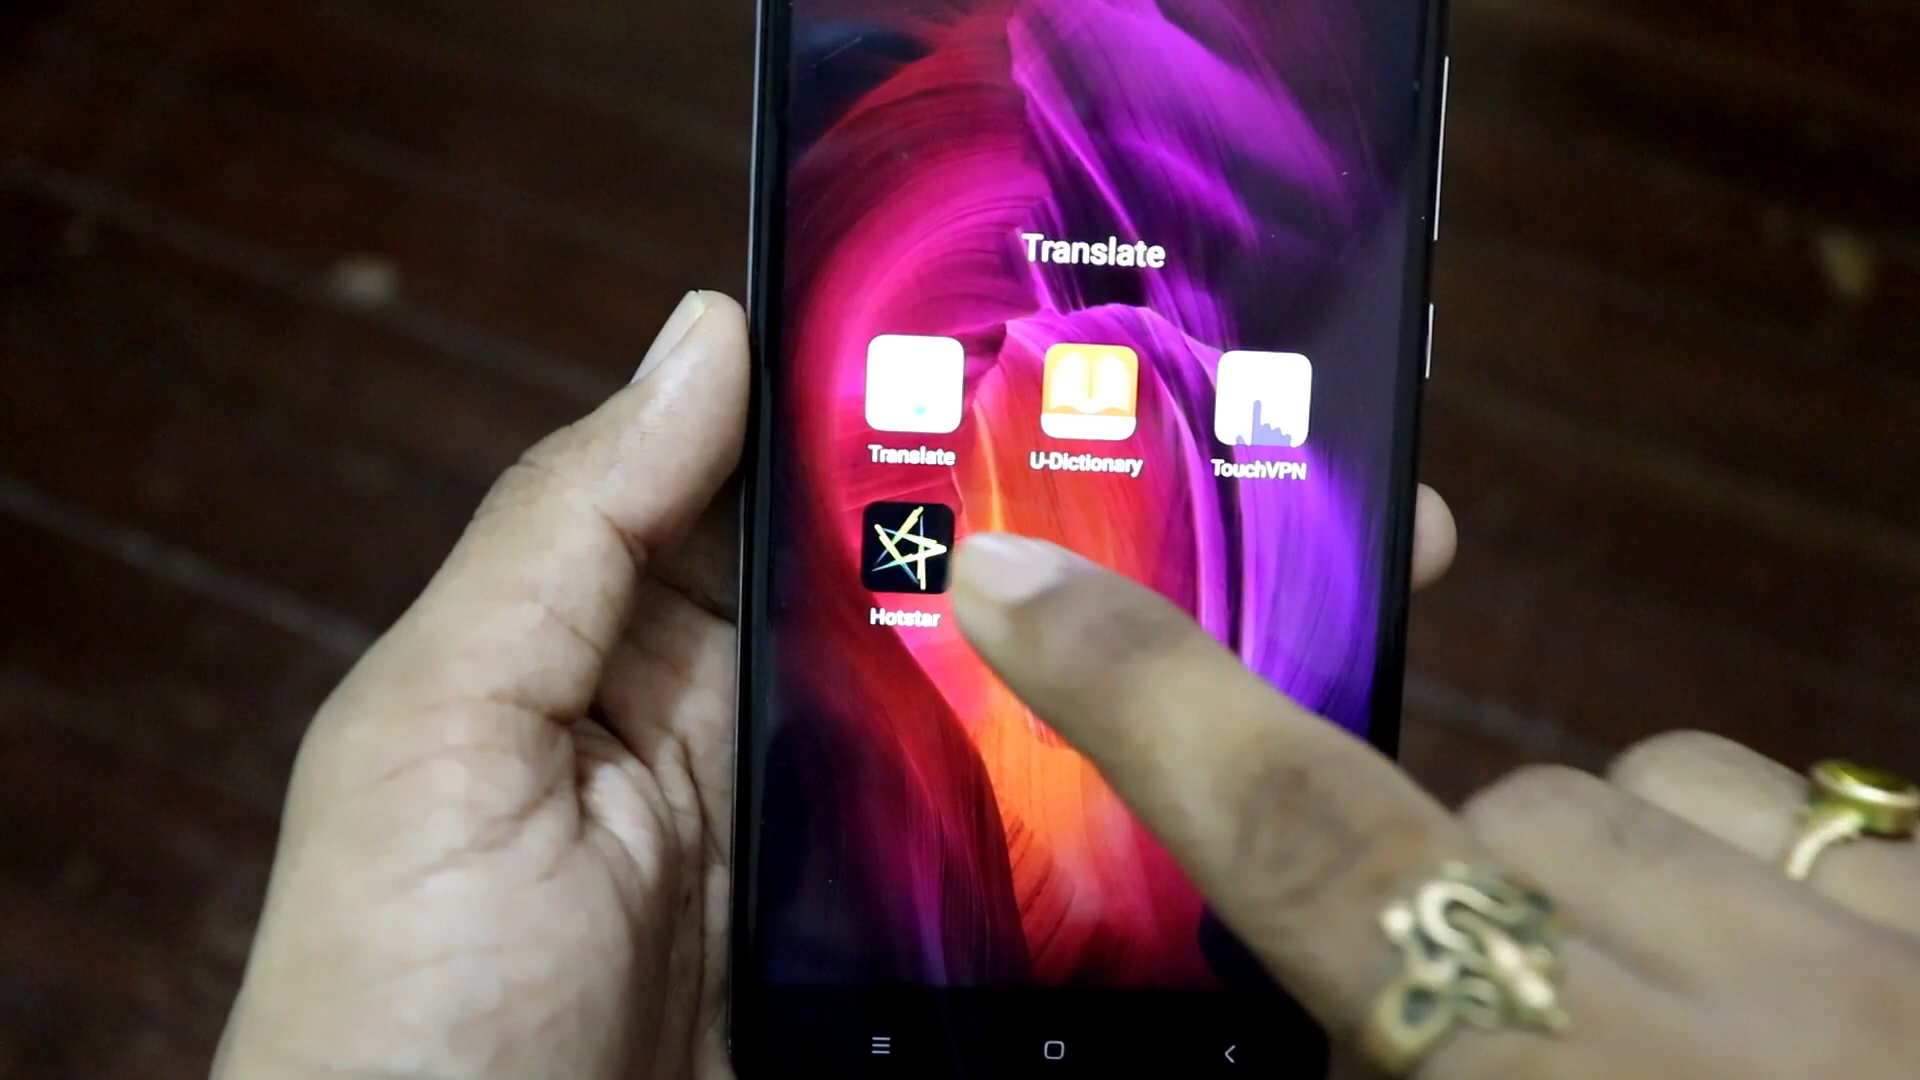 Translate
Translate
U-Dictionary
TouchVPN
Hotstar